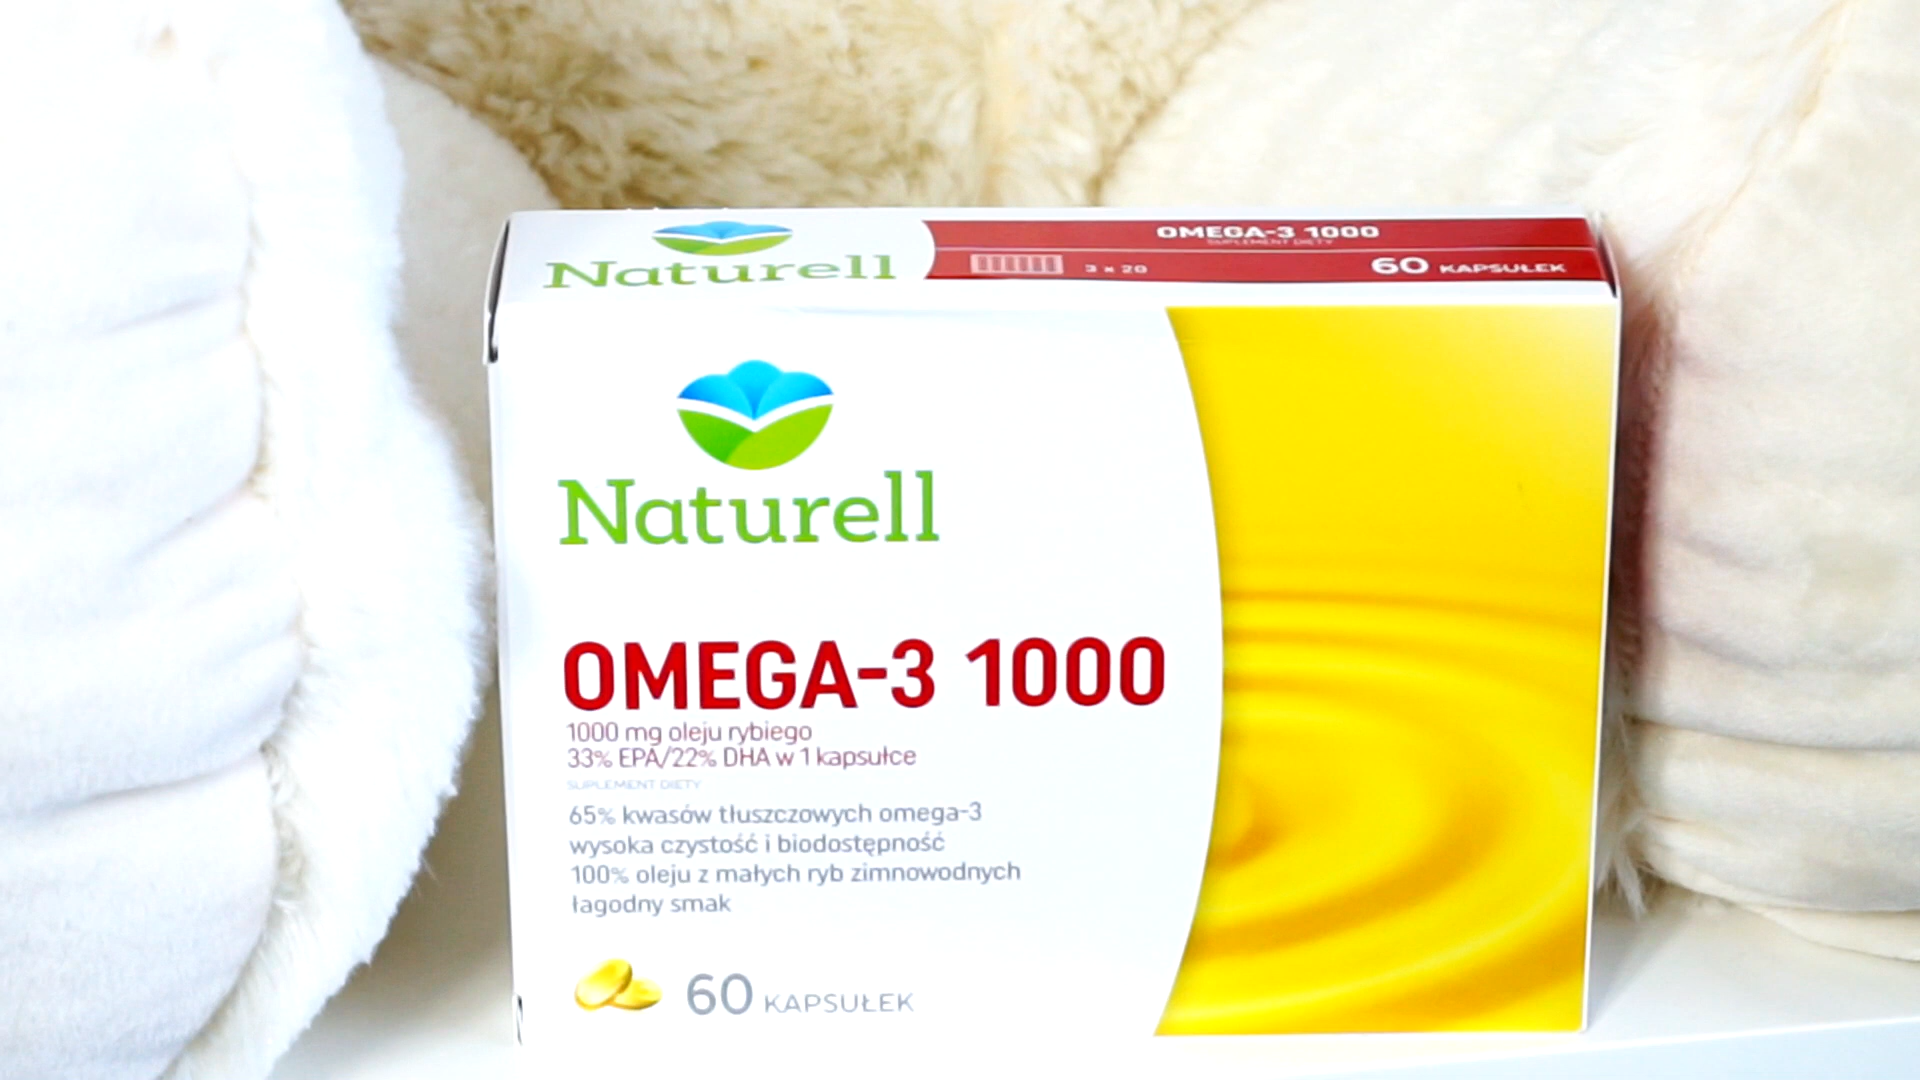 Naturell
OMEGA-3 1000
SUPLEMENT DIETY
3 x 20
60 KAPSUŁEK
Naturell
OMEGA-3 1000
1000 mg oleju rybiego
33% EPA/22% DHA w 1 kapsułce
SUPLEMENT DIETY
65% kwasów tłuszczowych omega-3
wysoka czystość i biodostępność
100% oleju z małych ryb zimnowodnych
łagodny smak
60 KAPSUŁEK